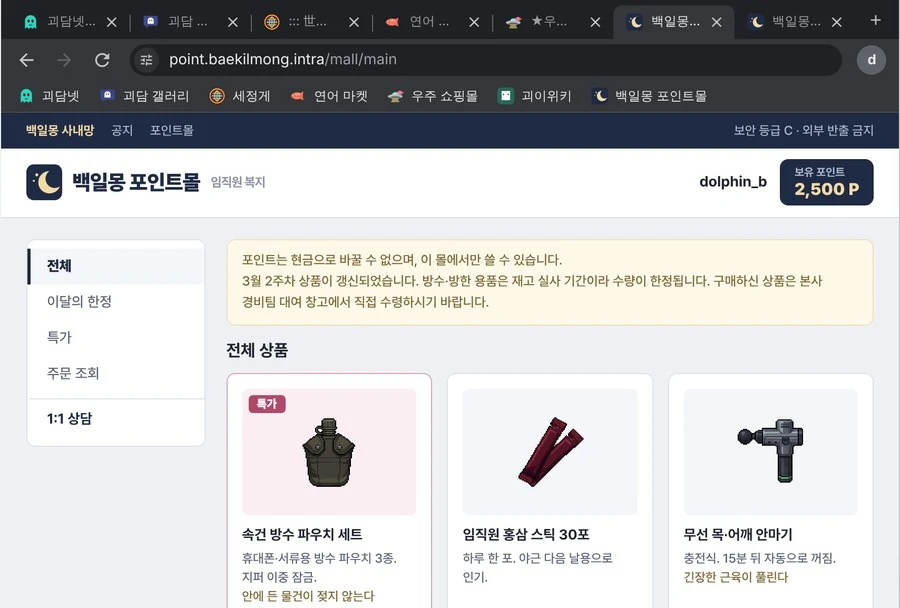 괴담넷...
괴담 ...
::: 世...
연어 ...
★우...
백일몽...
백일몽...
point.baekilmong.intra/mall/main
d
괴담넷
괴담 갤러리
세정게
연어 마켓
우주 쇼핑몰
괴이위키
백일몽 포인트몰
백일몽 사내망
공지
포인트몰
보안 등급 C · 외부 반출 금지
백일몽 포인트몰
임직원 복지
dolphin_b
보유 포인트
2,500 P
전체
이달의 한정
특가
주문 조회
1:1 상담
포인트는 현금으로 바꿀 수 없으며, 이 몰에서만 쓸 수 있습니다.
3월 2주차 상품이 갱신되었습니다. 방수·방한 용품은 재고 실사 기간이라 수량이 한정됩니다. 구매하신 상품은 본사
경비팀 대여 창고에서 직접 수령하시기 바랍니다.
전체 상품
특가
속건 방수 파우치 세트
휴대폰·서류용 방수 파우치 3종.
지퍼 이중 잠금.
안에 든 물건이 젖지 않는다
임직원 홍삼 스틱 30포
하루 한 포. 야근 다음 날용으로
인기.
무선 목·어깨 안마기
충전식. 15분 뒤 자동으로 꺼짐.
긴장한 근육이 풀린다